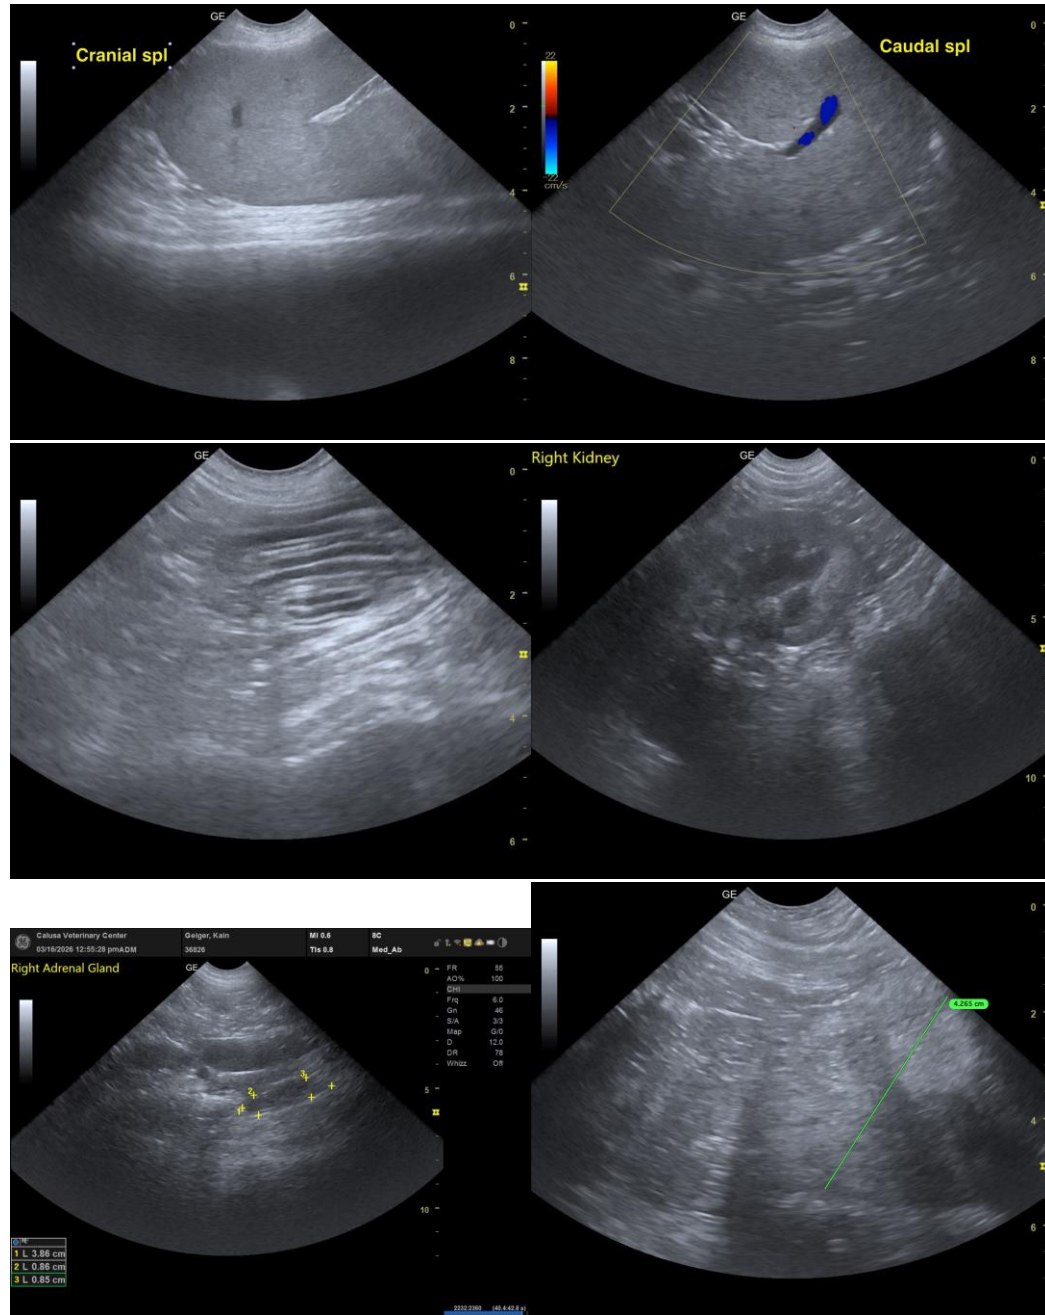 GE
Cranial spl
0
2
4
6
8
GE
Caudal spl
22
-22
cm/s
0
2
4
6
8
GE
0
2
4
6
Right Kidney
GE
0
5
10
Calusa Veterinary Center
03/16/2026 12:55:28 pmADM
Geiger, Kain
36826
MI 0.6
Tis 0.8
8C
Med_Ab
Right Adrenal Gland
GE
0
5
10
FR 55
AO% 100
CHI
Frq 6.0
Gn 46
S/A 3/3
Map G/0
D 12.0
DR 78
Whizz Off
1
2
3
1 L 3.86 cm
2 L 0.86 cm
3 L 0.85 cm
GE
4.265 cm
0
2
4
6